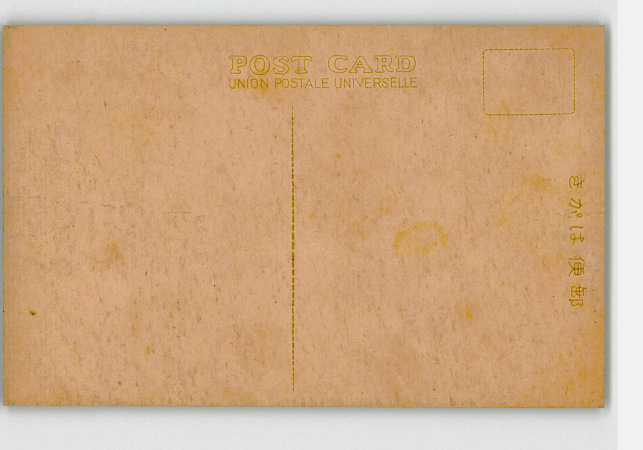 POST CARD
UNION POSTALE UNIVERSELLE
きがは便郵